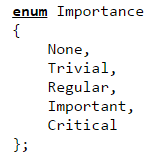 enum Importance
{
    None,
    Trivial,
    Regular,
    Important,
    Critical
};